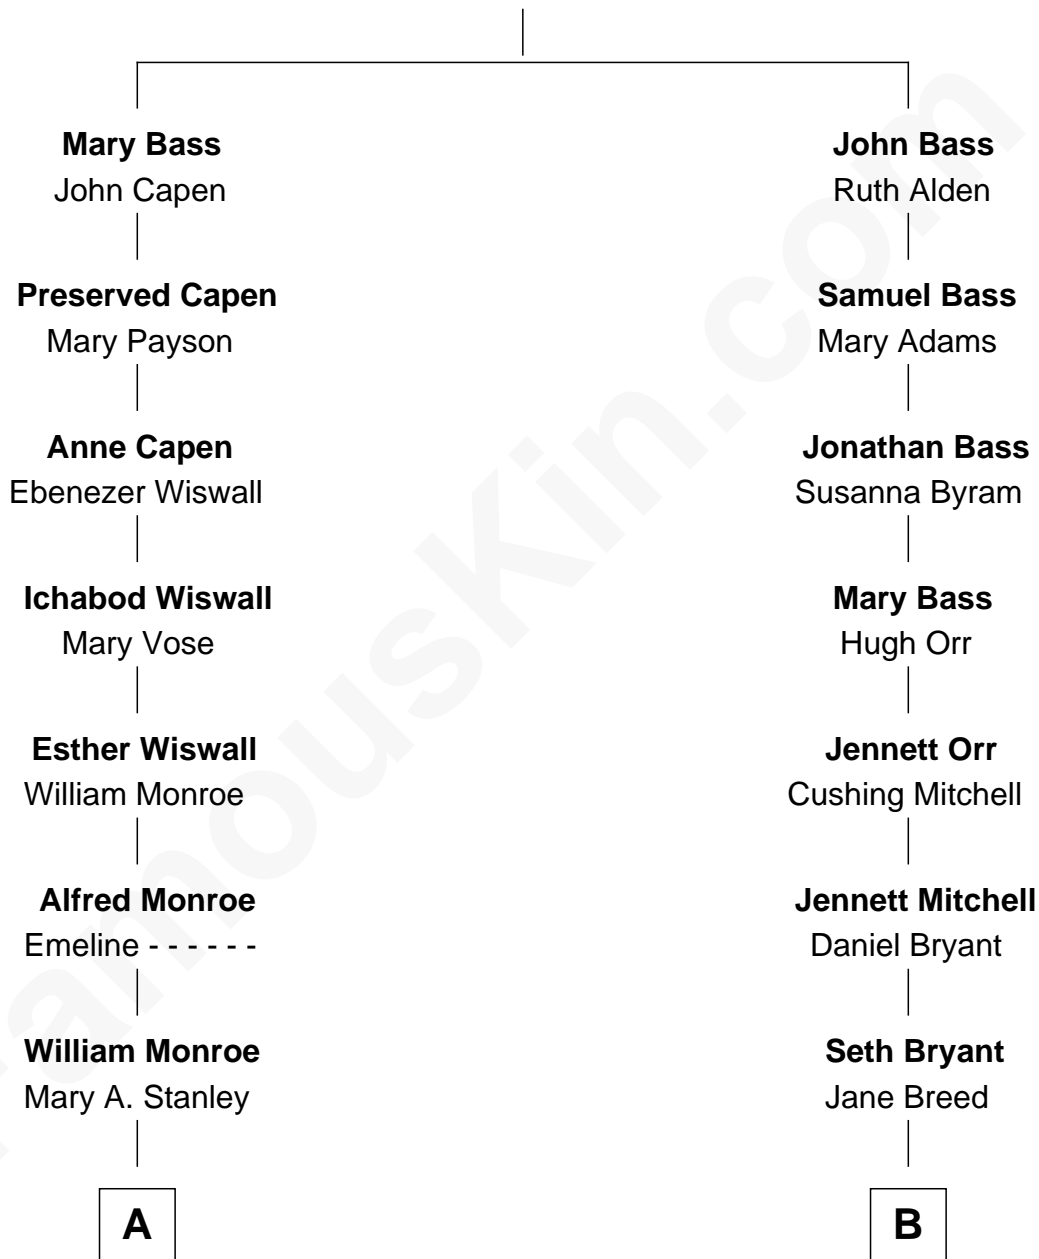 Mary Bass
John Capen
John Bass
Ruth Alden
Preserved Capen
Mary Payson
Samuel Bass
Mary Adams
Anne Capen
Ebenezer Wiswall
Jonathan Bass
Susanna Byram
Ichabod Wiswall
Mary Vose
Mary Bass
Hugh Orr
Esther Wiswall
William Monroe
Jennett Orr
Cushing Mitchell
Alfred Monroe
Emeline - - - - - -
Jennett Mitchell
Daniel Bryant
William Monroe
Mary A. Stanley
Seth Bryant
Jane Breed
A
B
FamousKin.com